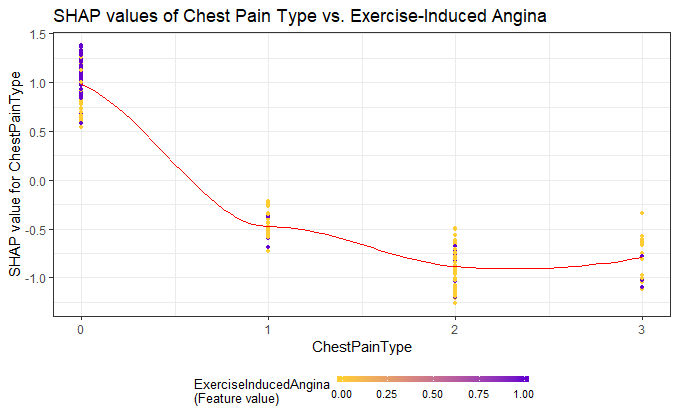 SHAP values of Chest Pain Type vs. Exercise-Induced Angina
SHAP value for ChestPainType
1.5
1.0
0.5
0.0
-0.5
-1.0
0 1 2 3
ChestPainType
ExerciseInducedAngina
(Feature value)
0.00 0.25 0.50 0.75 1.00